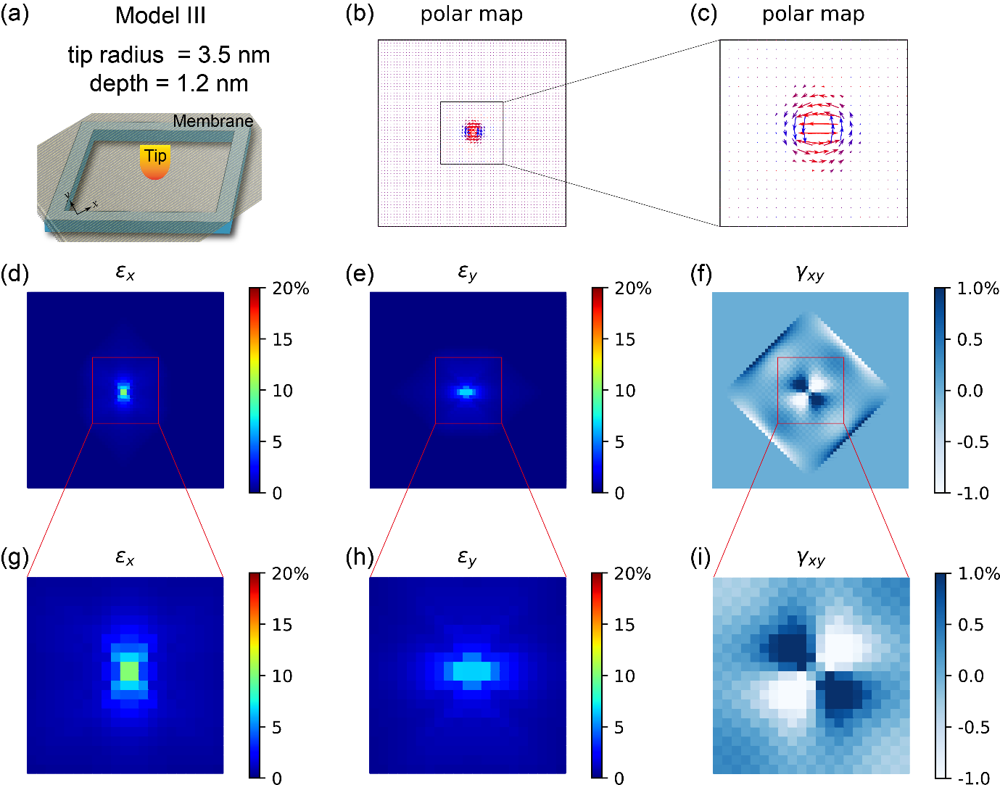 (a) Model III
tip radius = 3.5 nm
depth = 1.2 nm
Membrane
Tip
y
x
(b) polar map
(c) polar map
(d) εx
20%
15
10
5
0
(e) εy
20%
15
10
5
0
(f) γxy
1.0%
0.5
0.0
-0.5
-1.0
(g) εx
20%
15
10
5
0
(h) εy
20%
15
10
5
0
(i) γxy
1.0%
0.5
0.0
-0.5
-1.0